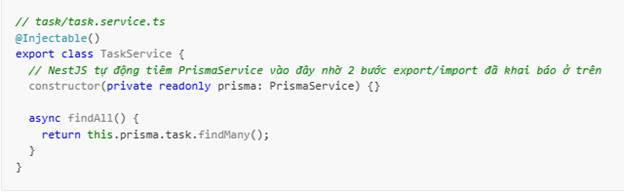 // task/task.service.ts
@Injectable()
export class TaskService {
  // NestJS tự động tiêm PrismaService vào đây nhờ 2 bước export/import đã khai báo ở trên
  constructor(private readonly prisma: PrismaService) {}

  async findAll() {
    return this.prisma.task.findMany();
  }
}